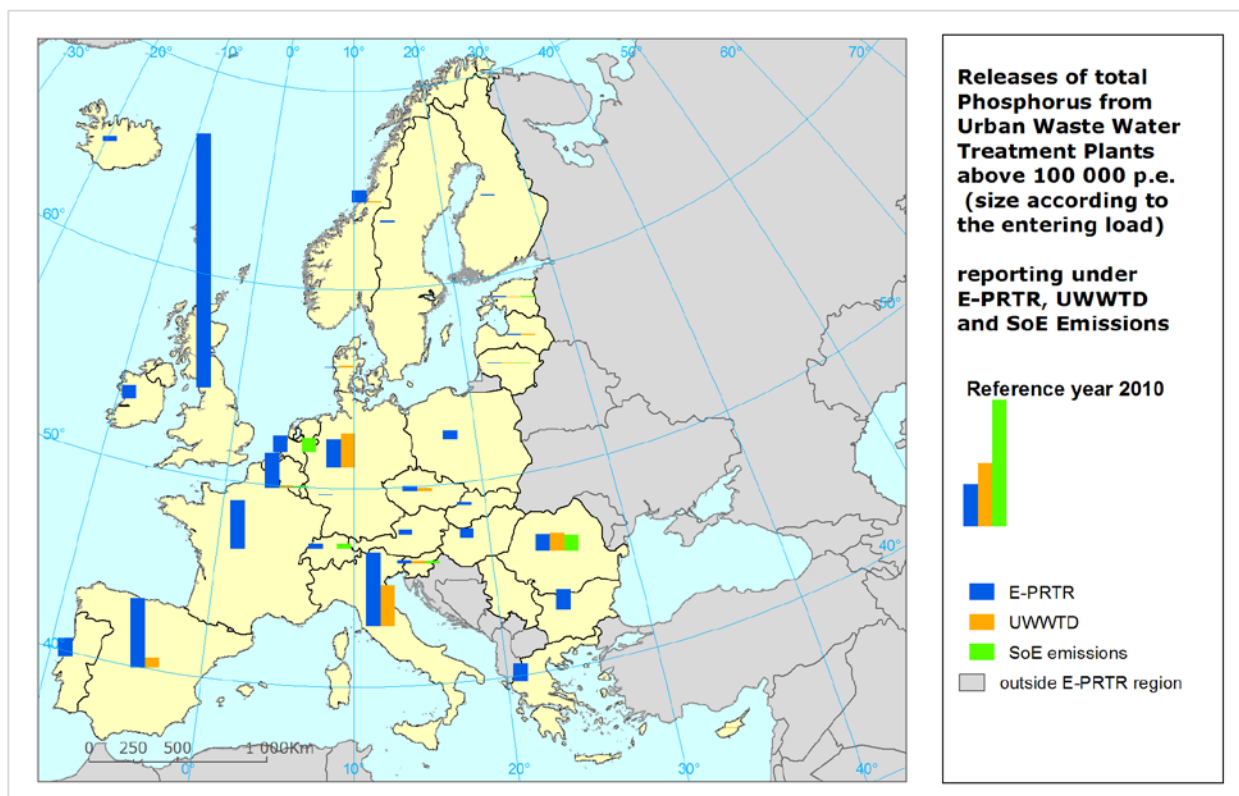 -30°
-20°
-10°
0°
10°
20°
30°
40°
50°
60°
70°
60°
50°
50°
40°
40°
0 250 500 1 000Km
0°
10°
20°
30°
40°
Releases of total
Phosphorus from
Urban Waste Water
Treatment Plants
above 100 000 p.e.
(size according to
the entering load)
reporting under
E-PRTR, UWWTD
and SoE Emissions
Reference year 2010
E-PRTR
UWWTD
SoE emissions
outside E-PRTR region